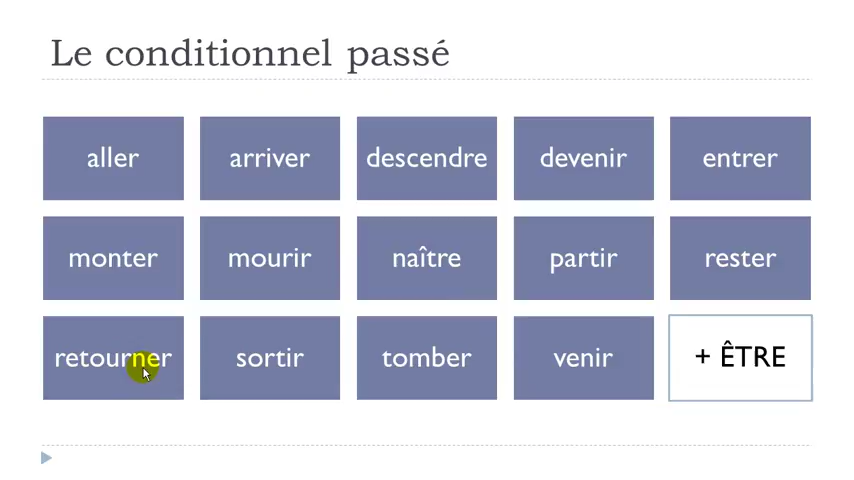 Le conditionnel passé
aller arriver descendre devenir entrer
monter mourir naître partir rester
retourner sortir tomber venir + ÊTRE